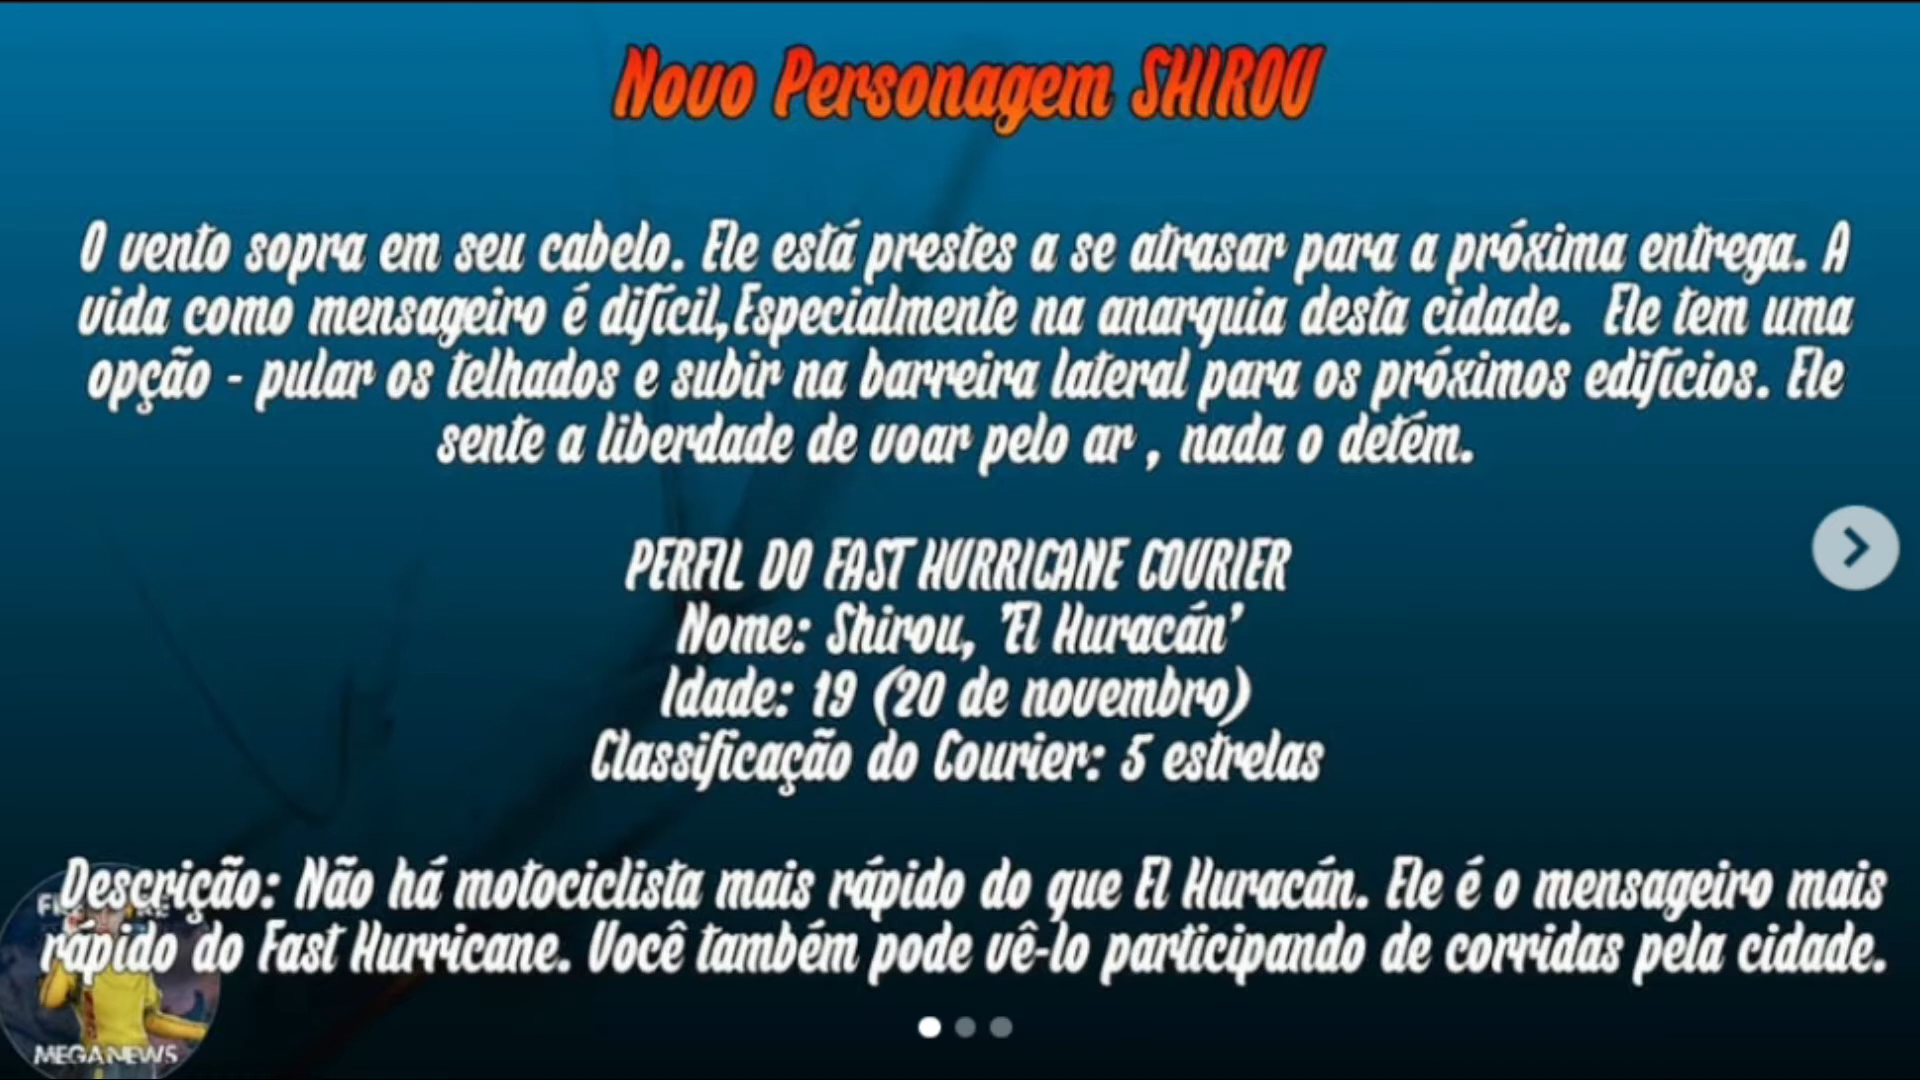 Novo Personagem SHIROU
O vento sopra em seu cabelo. Ele está prestes a se atrasar para a próxima entrega. A
vida como mensageiro é difícil,Especialmente na anarquia desta cidade. Ele tem uma
opção - pular os telhados e subir na barreira lateral para os próximos edifícios. Ele
sente a liberdade de voar pelo ar , nada o detém.
PERFIL DO FAST HURRICANE COURIER
Nome: Shirou, 'El Huracán'
Idade: 19 (20 de novembro)
Classificação do Courier: 5 estrelas
Descrição: Não há motociclista mais rápido do que El Huracán. Ele é o mensageiro mais
rápido do Fast Hurricane. Você também pode vê-lo participando de corridas pela cidade.
MEGA NEWS